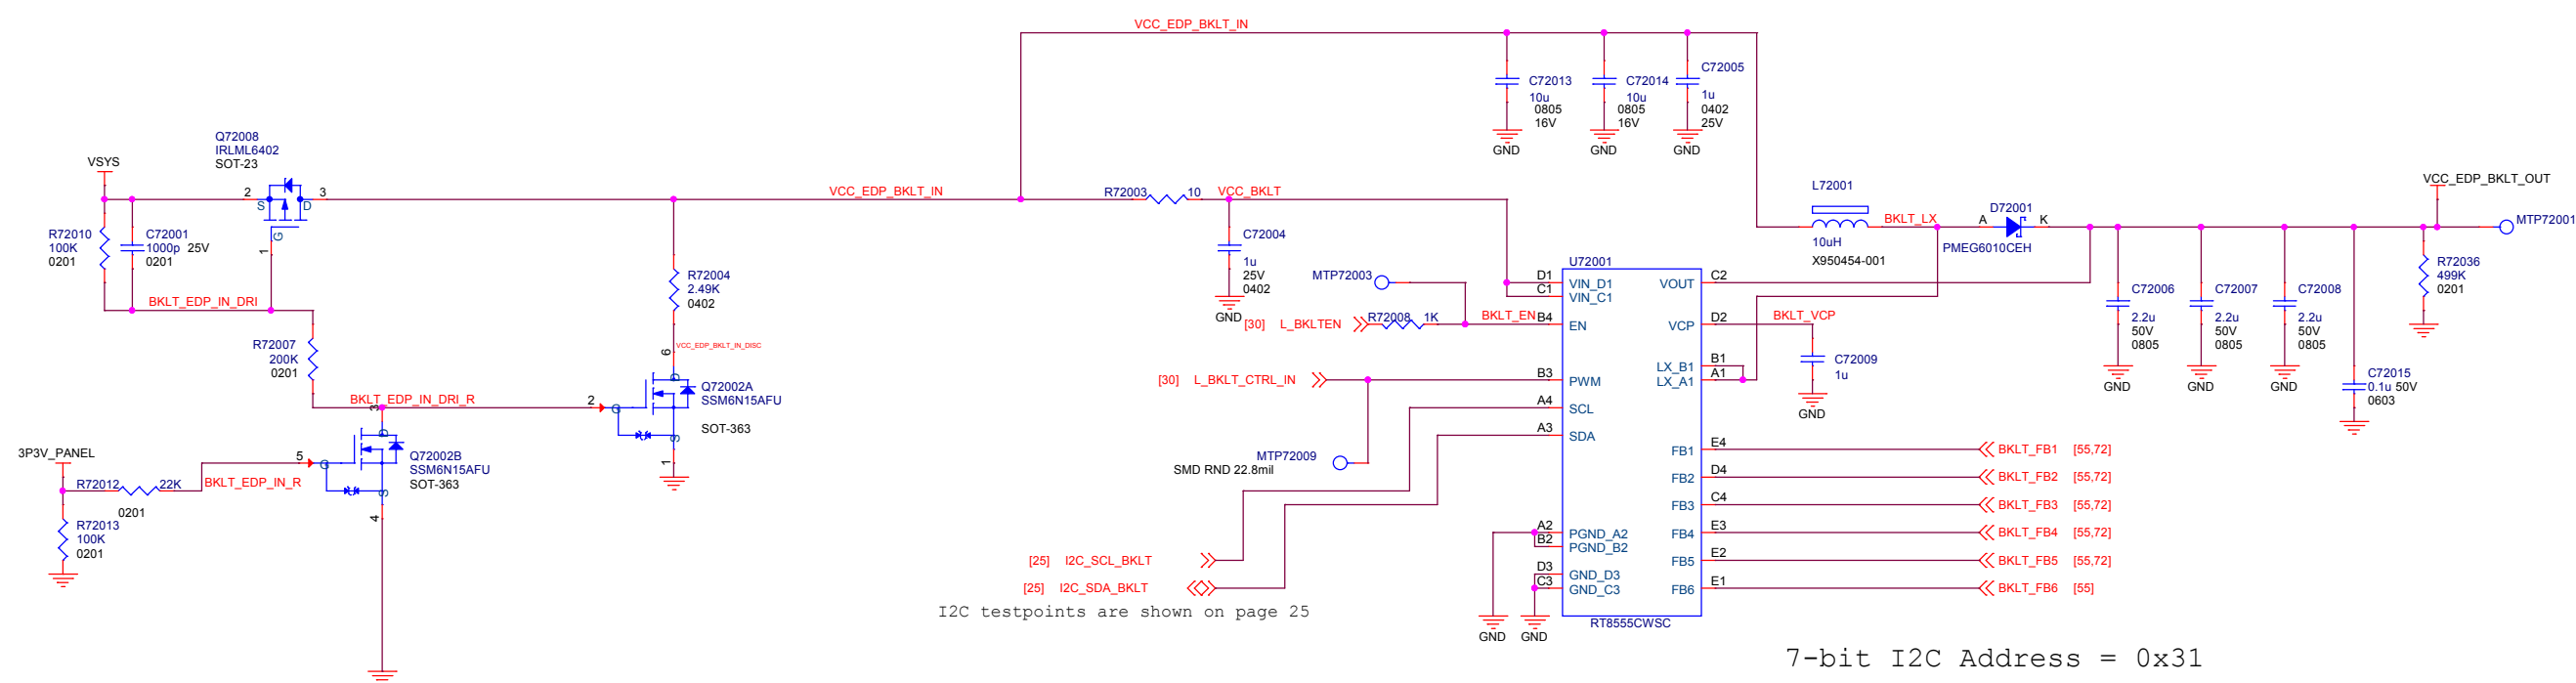 VCC_EDP_BKLT_IN
C72013
10u
0805
16V
GND
C72014
10u
0805
16V
GND
C72005
1u
0402
25V
GND
Q72008
IRLML6402
SOT-23
VSYS
2
3
S
D
G
1
R72010
100K
0201
C72001
1000p 25V
0201
BKLT_EDP_IN_DRI
R72007
200K
0201
BKLT_EDP_IN_DRI_R
VCC_EDP_BKLT_IN
R72004
2.49K
0402
VCC_EDP_BKLT_IN_DISC
6
D
2
G
S
1
Q72002A
SSM6N15AFU
SOT-363
3
D
5
G
S
4
Q72002B
SSM6N15AFU
SOT-363
3P3V_PANEL
R72012
22K
0201
BKLT_EDP_IN_R
R72013
100K
0201
R72003
10
VCC_BKLT
C72004
1u
25V
0402
GND
MTP72003
[30] L_BKLTEN
R72008
1K
BKLT_EN
[30] L_BKLT_CTRL_IN
MTP72009
SMD RND 22.8mil
[25] I2C_SCL_BKLT
[25] I2C_SDA_BKLT
I2C testpoints are shown on page 25
U72001
D1
VIN_D1
C1
VIN_C1
B4
EN
B3
PWM
A4
SCL
A3
SDA
A2
PGND_A2
B2
PGND_B2
D3
GND_D3
C3
GND_C3
GND
GND
RT8555CWSC
VOUT
C2
VCP
D2
LX_B1
B1
LX_A1
A1
FB1
E4
FB2
D4
FB3
C4
FB4
E3
FB5
E2
FB6
E1
BKLT_VCP
C72009
1u
GND
L72001
10uH
X950454-001
BKLT_LX
D72001
A
K
PMEG6010CEH
VCC_EDP_BKLT_OUT
MTP72001
C72006
2.2u
50V
0805
GND
C72007
2.2u
50V
0805
GND
C72008
2.2u
50V
0805
GND
C72015
0.1u 50V
0603
R72036
499K
0201
BKLT_FB1 [55,72]
BKLT_FB2 [55,72]
BKLT_FB3 [55,72]
BKLT_FB4 [55,72]
BKLT_FB5 [55,72]
BKLT_FB6 [55]
7-bit I2C Address = 0x31